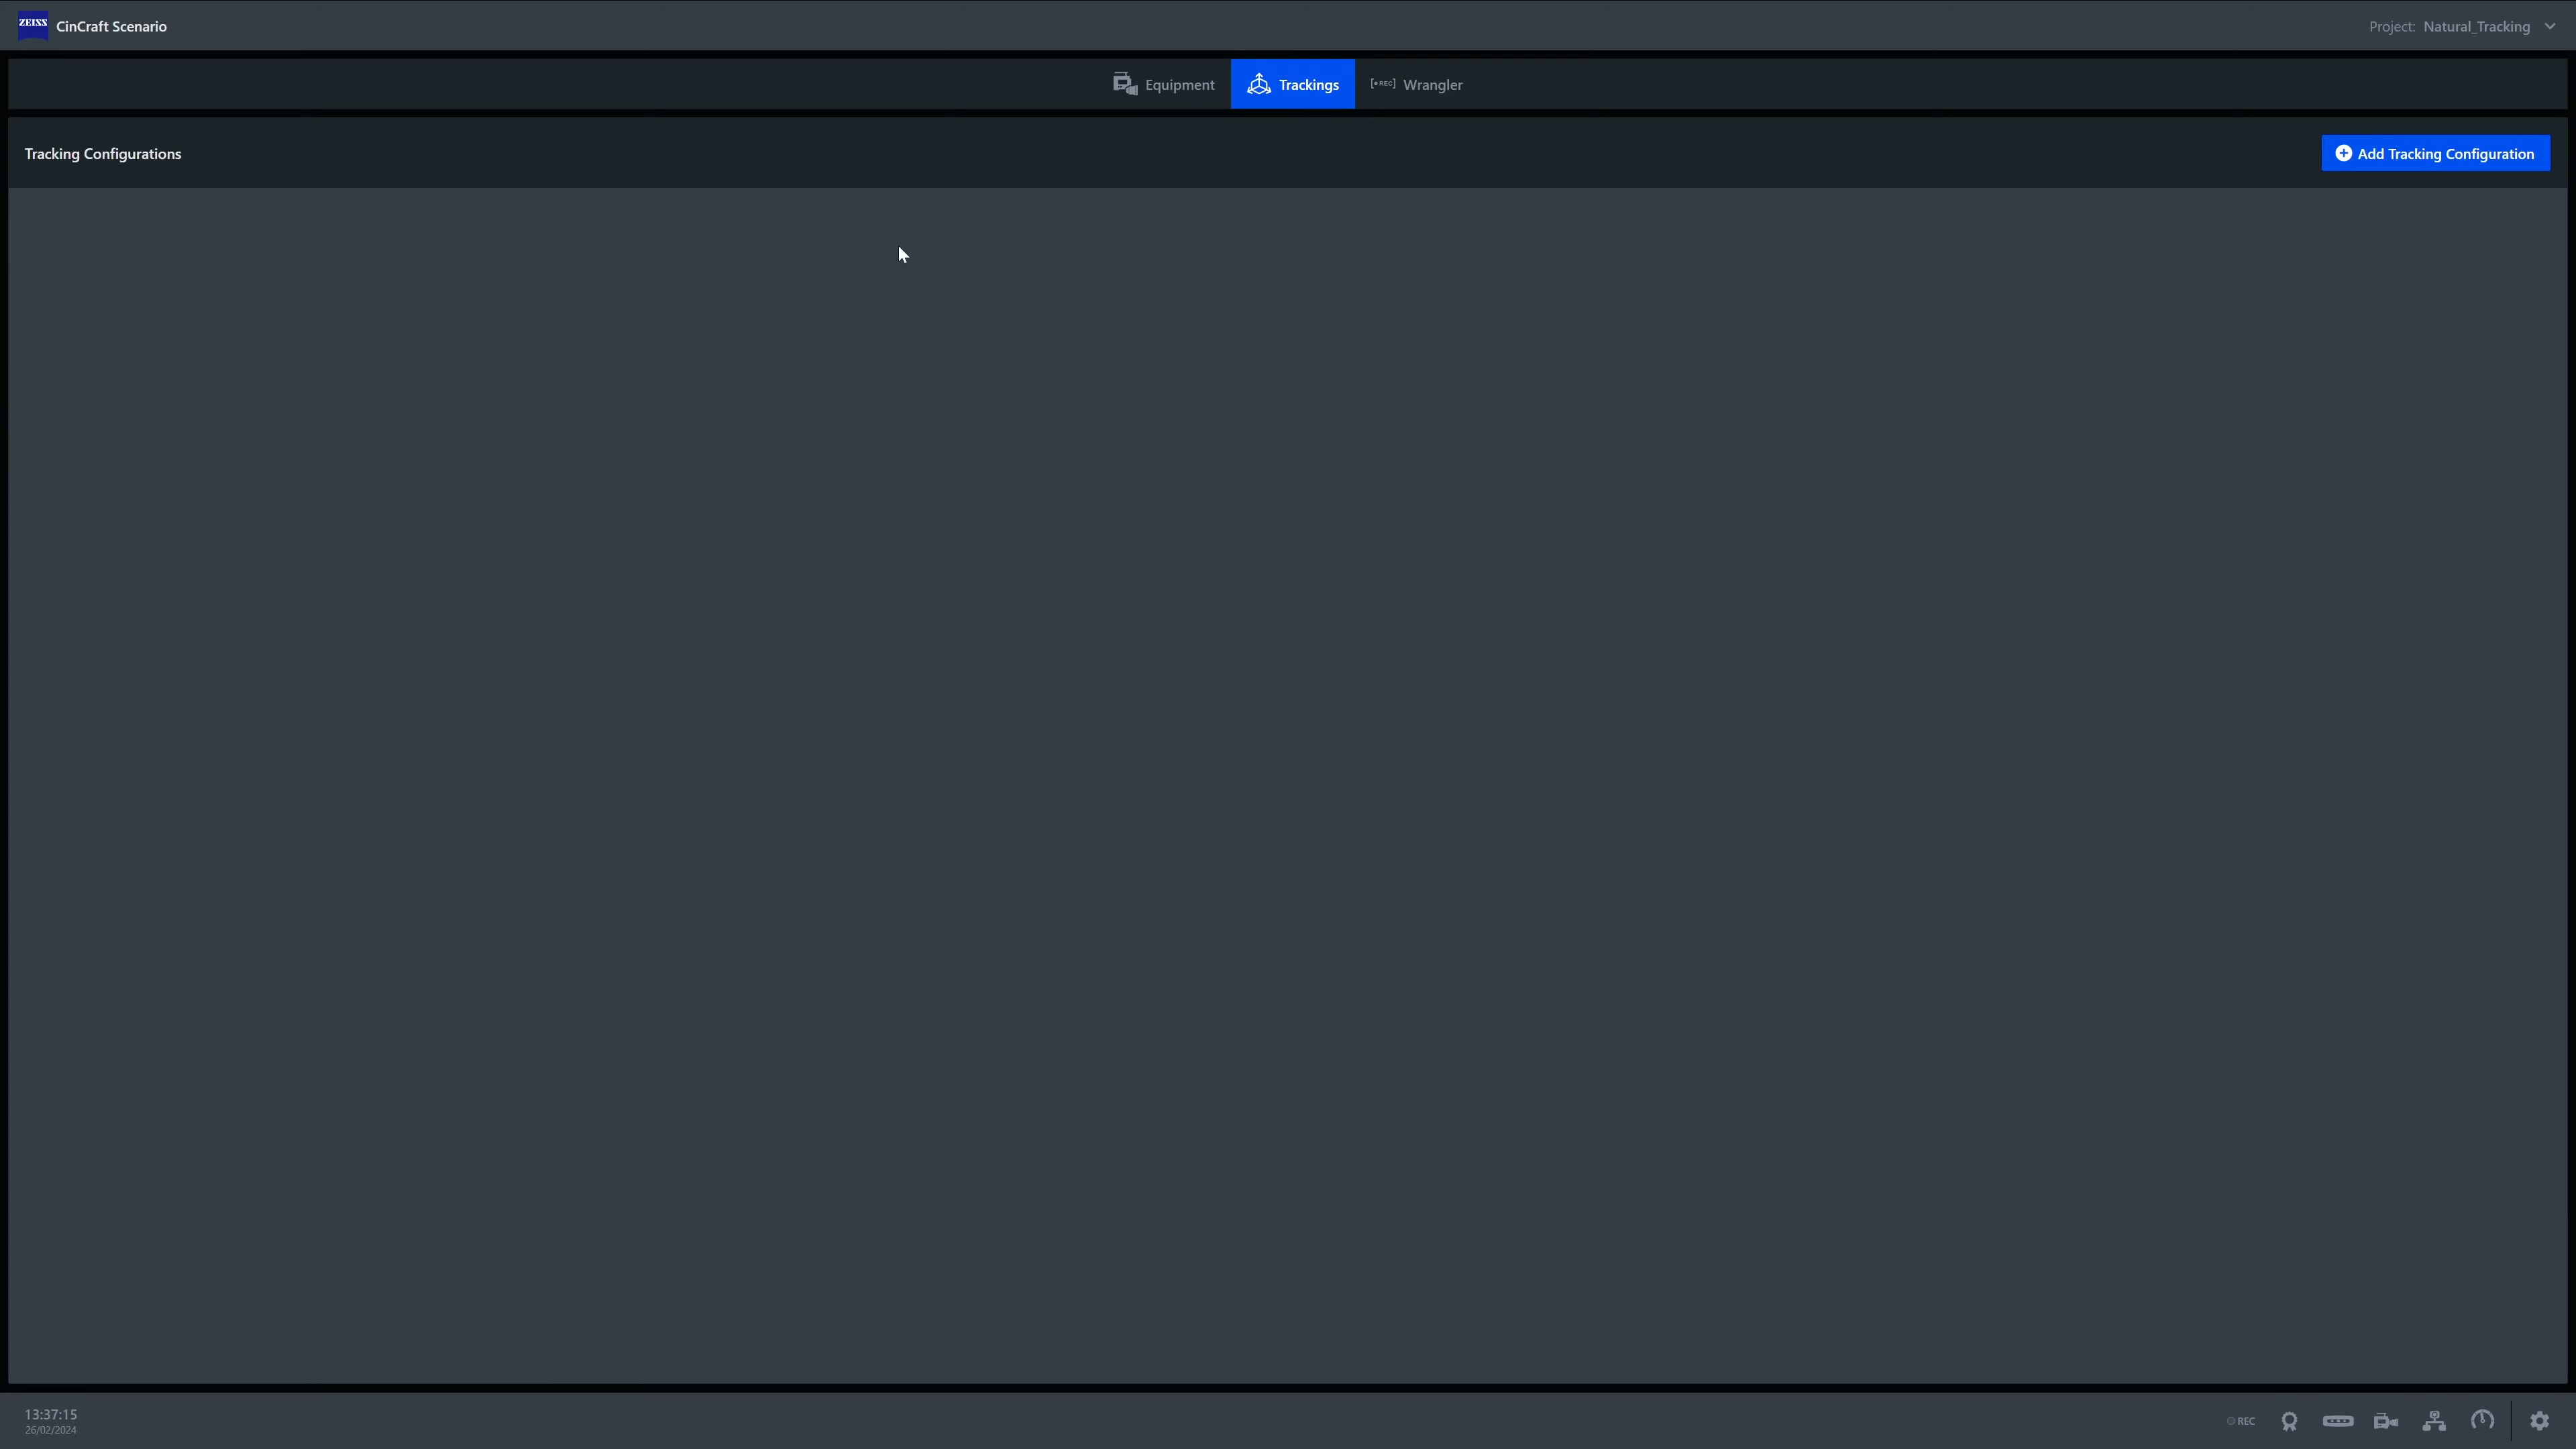 ZEISS CinCraft Scenario
Project: Natural_Tracking
Equipment
Trackings
REC Wrangler
Tracking Configurations
Add Tracking Configuration
13:37:15
26/02/2024
REC